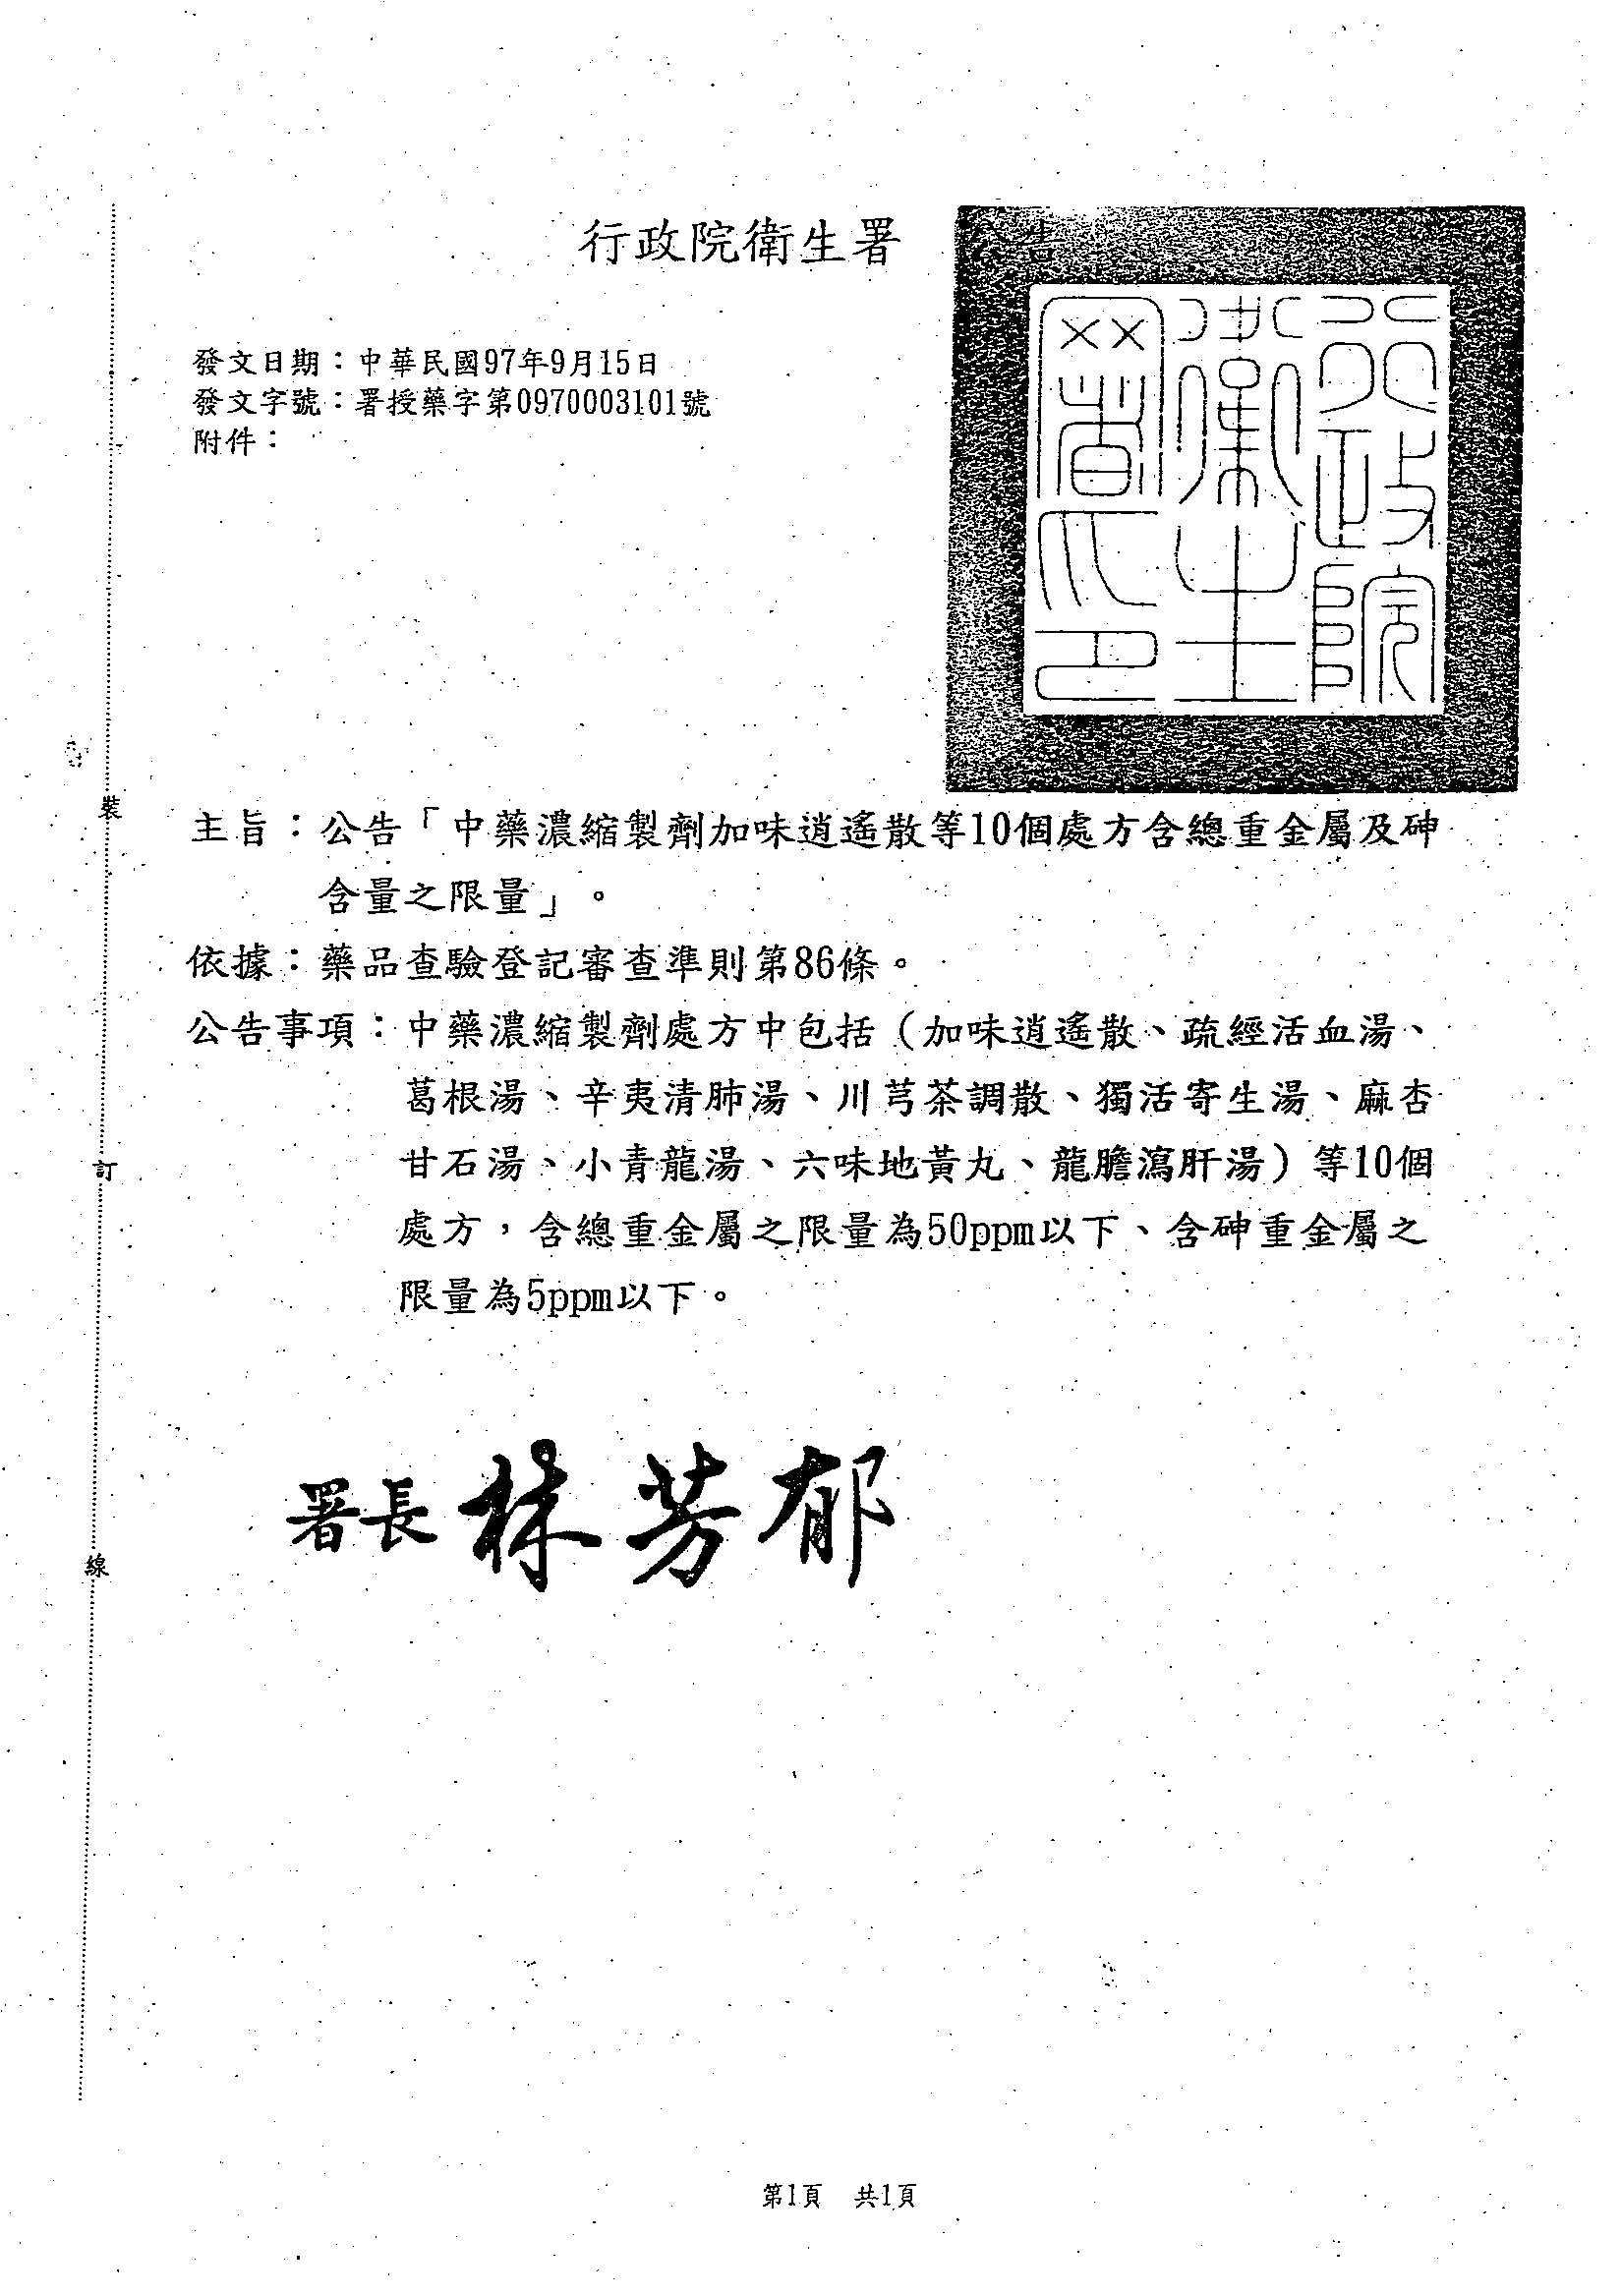 行政院衛生署
發文日期：中華民國97年9月15日
發文字號：署授藥字第0970003101號
附件：
行政院
衛生
署之印
主旨：公告「中藥濃縮製劑加味逍遙散等10個處方含總重金屬及砷
含量之限量」。
依據：藥品查驗登記審查準則第86條。
公告事項：中藥濃縮製劑處方中包括（加味逍遙散、疏經活血湯、
葛根湯、辛夷清肺湯、川芎茶調散、獨活寄生湯、麻杏
甘石湯、小青龍湯、六味地黃丸、龍膽瀉肝湯）等10個
處方，含總重金屬之限量為50ppm以下、含砷重金屬之
限量為5ppm以下。
署長 林芳郁
裝
訂
線
第1頁 共1頁